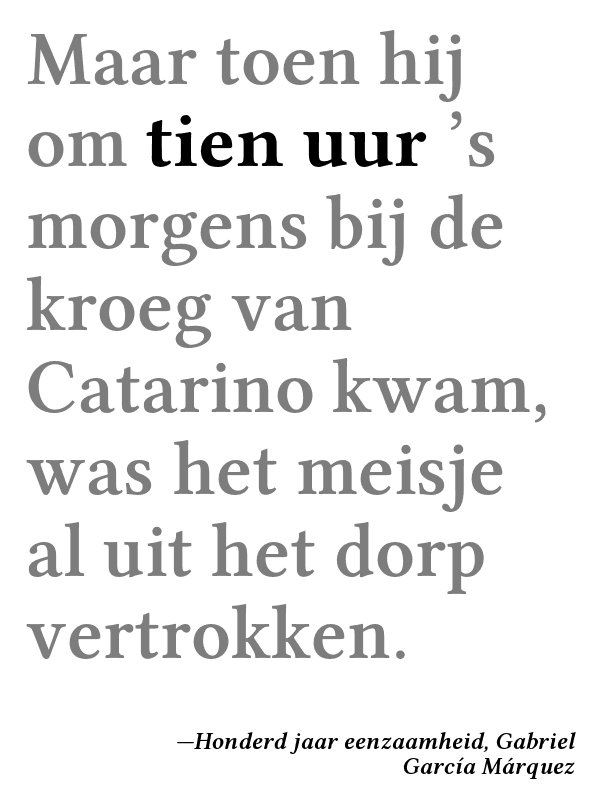 Maar toen hij
om tien uur ’s
morgens bij de
kroeg van
Catarino kwam,
was het meisje
al uit het dorp
vertrokken.
—Honderd jaar eenzaamheid, Gabriel
García Márquez